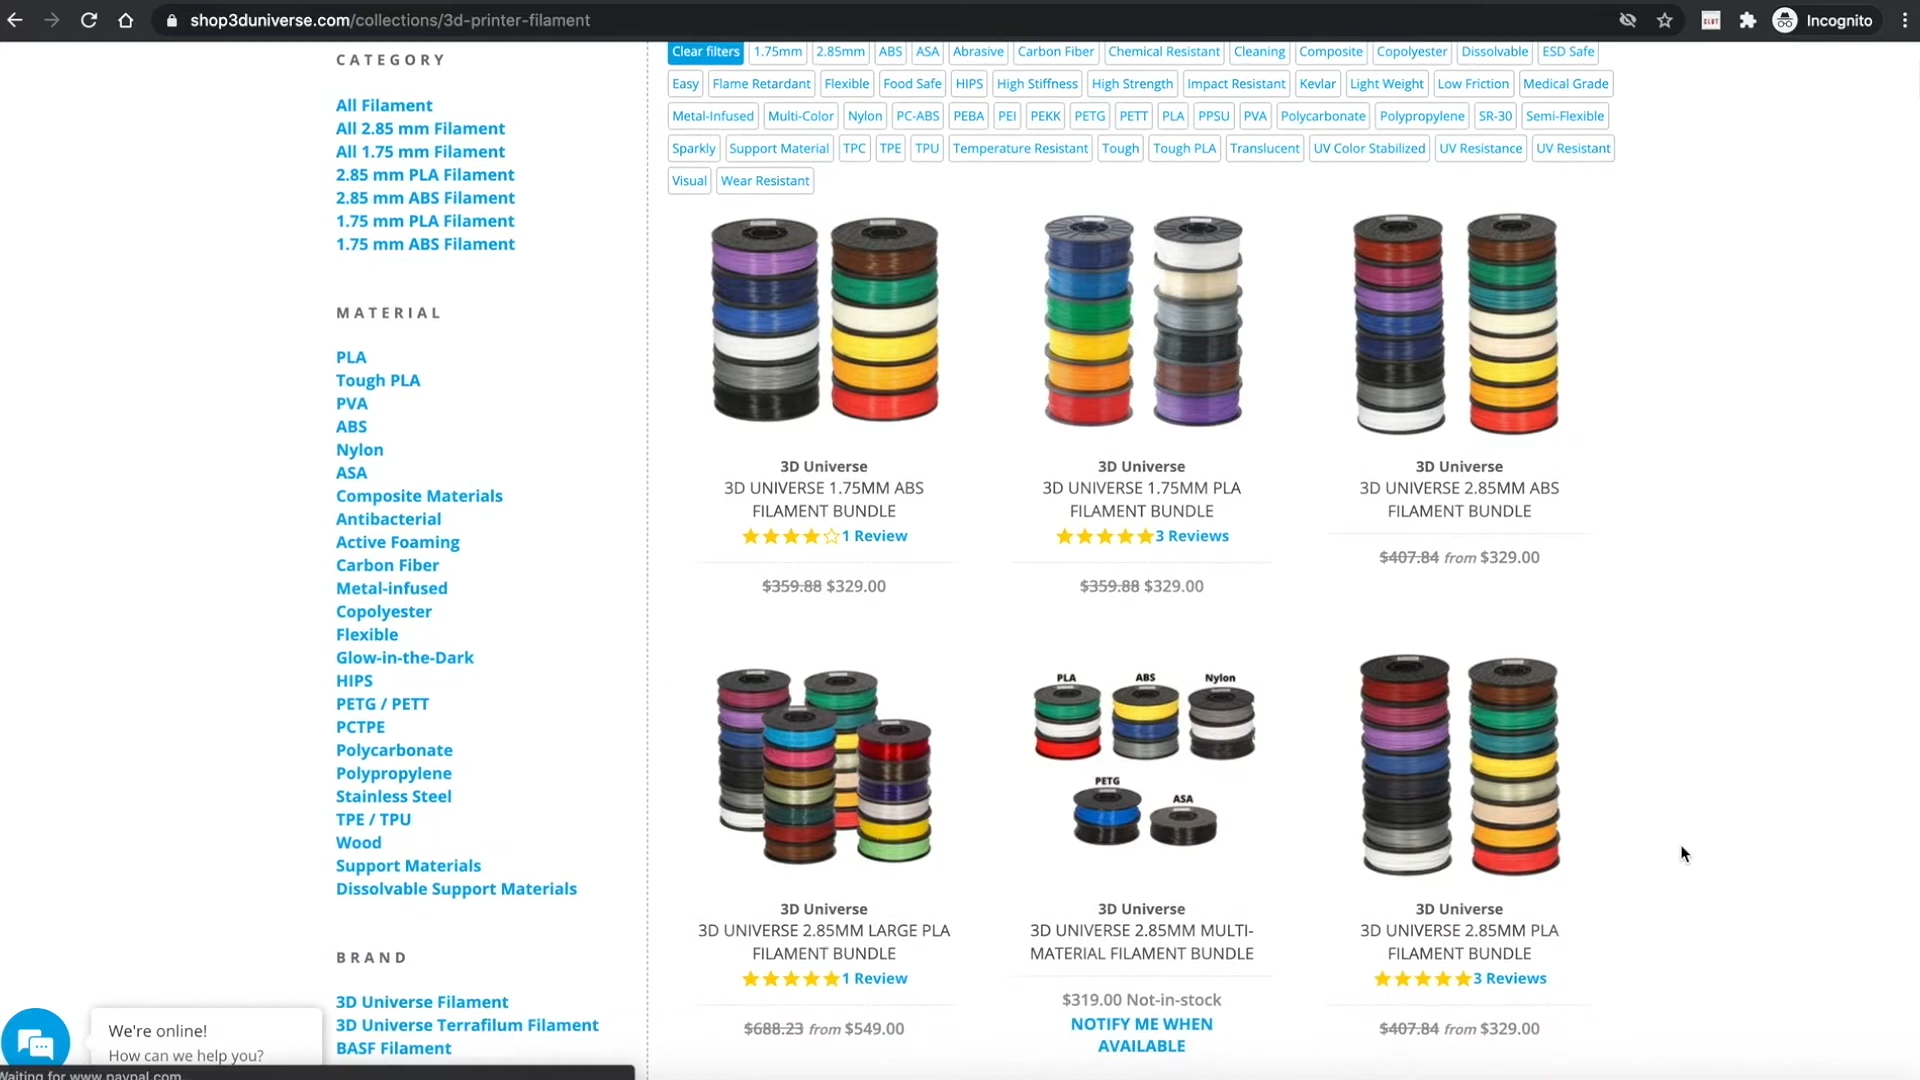 shop3duniverse.com/collections/3d-printer-filament
Incognito
CATEGORY
All Filament
All 2.85 mm Filament
All 1.75 mm Filament
2.85 mm PLA Filament
2.85 mm ABS Filament
1.75 mm PLA Filament
1.75 mm ABS Filament
MATERIAL
PLA
Tough PLA
PVA
ABS
Nylon
ASA
Composite Materials
Antibacterial
Active Foaming
Carbon Fiber
Metal-infused
Copolyester
Flexible
Glow-in-the-Dark
HIPS
PETG / PETT
PCTPE
Polycarbonate
Polypropylene
Stainless Steel
TPE / TPU
Wood
Support Materials
Dissolvable Support Materials
BRAND
3D Universe Filament
3D Universe Terrafilum Filament
BASF Filament
We're online!
How can we help you?
Waiting for www.paypal.com
Clear filters 1.75mm 2.85mm ABS ASA Abrasive Carbon Fiber Chemical Resistant Cleaning Composite Copolyester Dissolvable ESD Safe
Easy Flame Retardant Flexible Food Safe HIPS High Stiffness High Strength Impact Resistant Kevlar Light Weight Low Friction Medical Grade
Metal-Infused Multi-Color Nylon PC-ABS PEBA PEI PEKK PETG PETT PLA PPSU PVA Polycarbonate Polypropylene SR-30 Semi-Flexible
Sparkly Support Material TPC TPE TPU Temperature Resistant Tough Tough PLA Translucent UV Color Stabilized UV Resistance UV Resistant
Visual Wear Resistant
3D Universe
3D UNIVERSE 1.75MM ABS
FILAMENT BUNDLE
1 Review
$359.88 $329.00
3D Universe
3D UNIVERSE 1.75MM PLA
FILAMENT BUNDLE
3 Reviews
$359.88 $329.00
3D Universe
3D UNIVERSE 2.85MM ABS
FILAMENT BUNDLE
$407.84 from $329.00
3D Universe
3D UNIVERSE 2.85MM LARGE PLA
FILAMENT BUNDLE
1 Review
$688.23 from $549.00
PLA ABS Nylon
PETG ASA
3D Universe
3D UNIVERSE 2.85MM MULTI-
MATERIAL FILAMENT BUNDLE
$319.00 Not-in-stock
NOTIFY ME WHEN
AVAILABLE
3D Universe
3D UNIVERSE 2.85MM PLA
FILAMENT BUNDLE
3 Reviews
$407.84 from $329.00